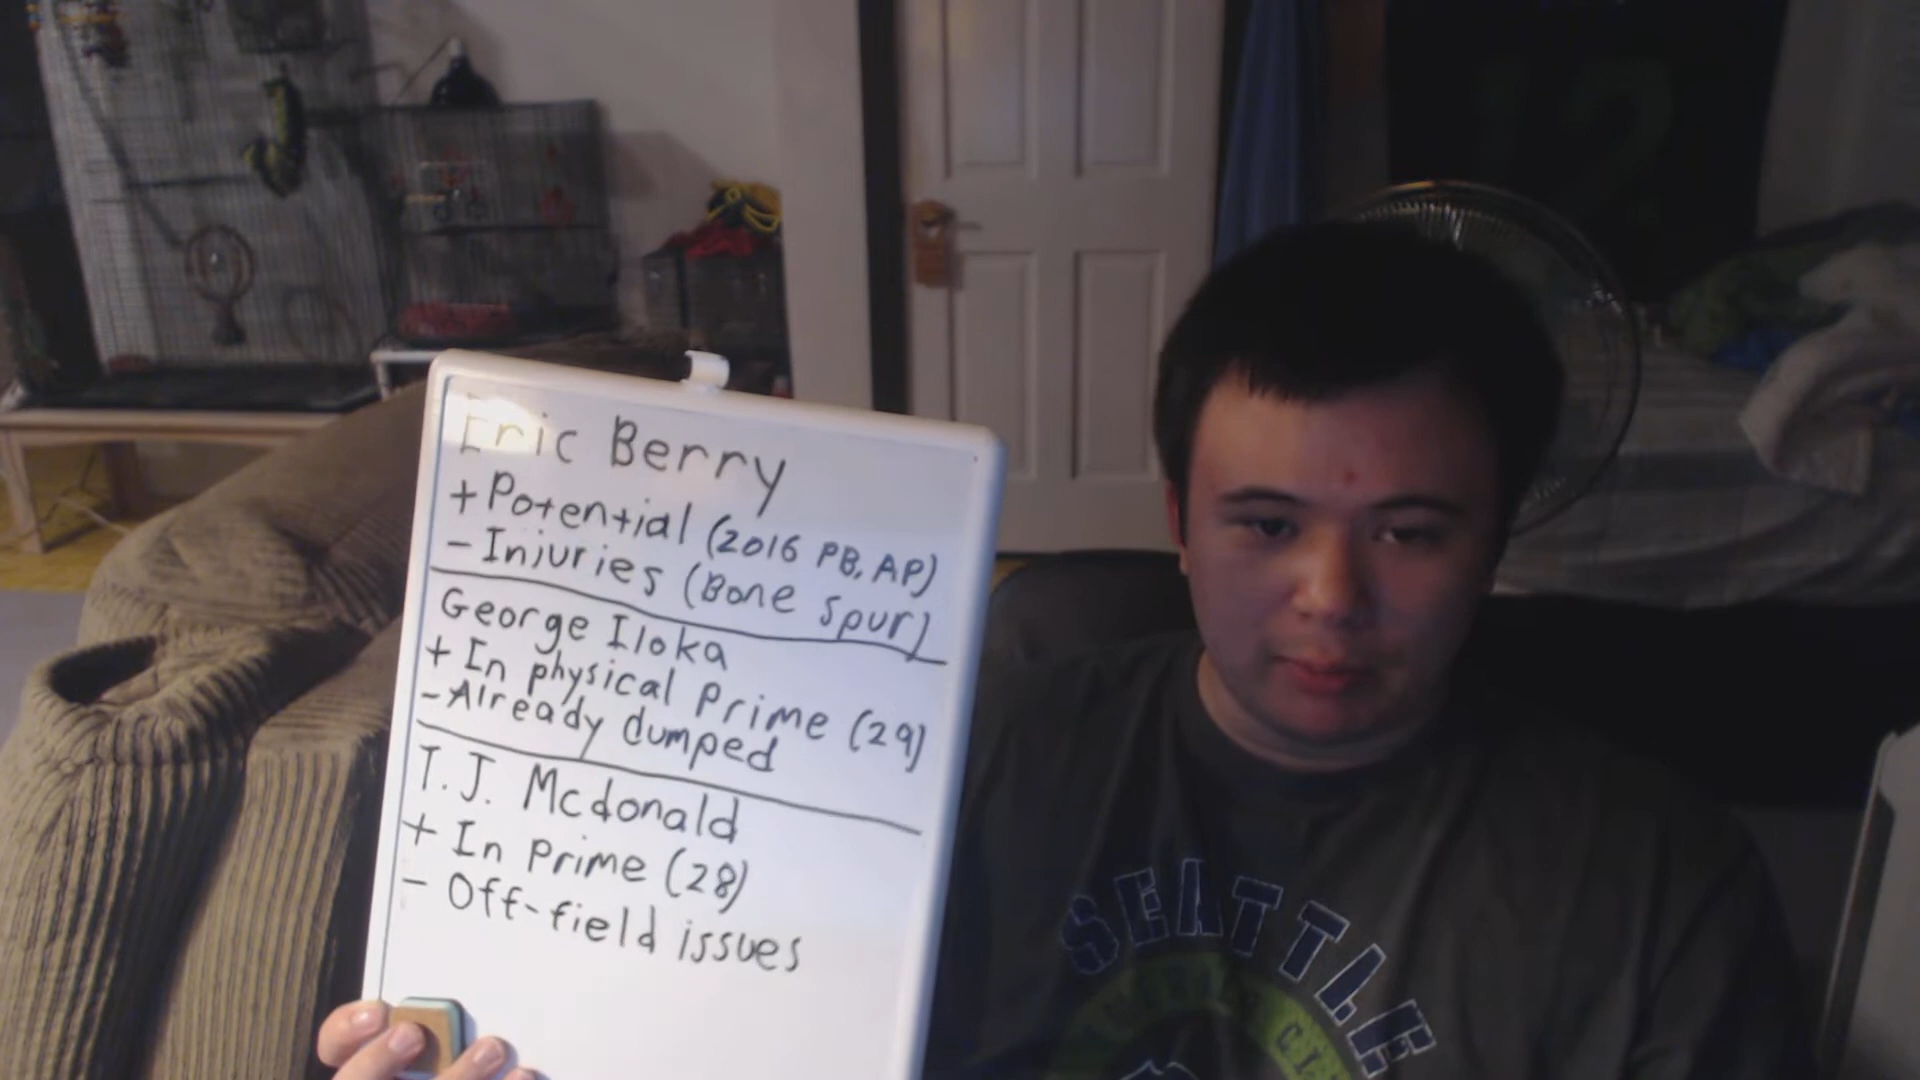 Eric Berry
+ Potential (2016 PB, AP)
- Injuries (Bone Spur)
George Iloka
+ In physical Prime (29)
- Already dumped
T.J. Mcdonald
+ In Prime (28)
- Off-field issues
SEATTLE
12